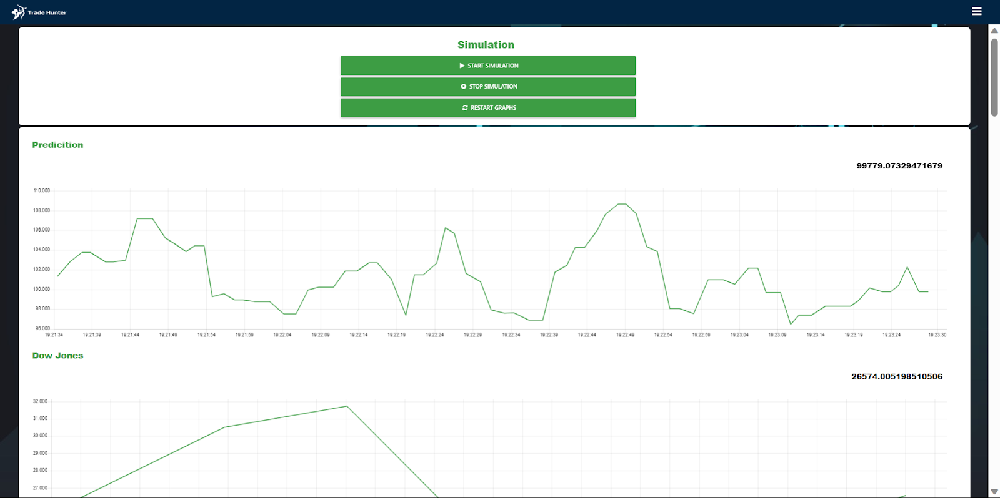 Trade Hunter
Simulation
START SIMULATION
STOP SIMULATION
RESTART GRAPHS
Predicition
99779.07329471679
110.000
108.000
106.000
104.000
102.000
100.000
98.000
96.000
19:21:34 19:21:39 19:21:44 19:21:49 19:21:54 19:21:59 19:22:04 19:22:09 19:22:14 19:22:19 19:22:24 19:22:29 19:22:34 19:22:39 19:22:44 19:22:49 19:22:54 19:22:59 19:23:04 19:23:09 19:23:14 19:23:19 19:23:24 19:23:30
Dow Jones
26574.005198510506
32.000
31.000
30.000
29.000
28.000
27.000